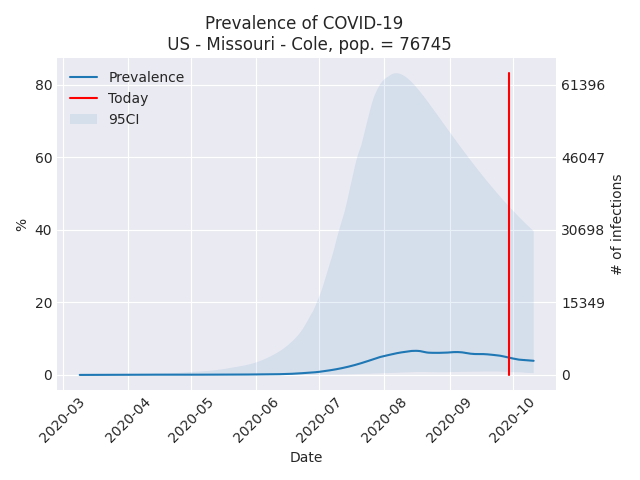 Prevalence of COVID-19
US - Missouri - Cole, pop. = 76745
Prevalence
Today
95CI
80
60
40
20
0
%
61396
46047
30698
15349
0
# of infections
2020-03
2020-04
2020-05
2020-06
2020-07
2020-08
2020-09
2020-10
Date